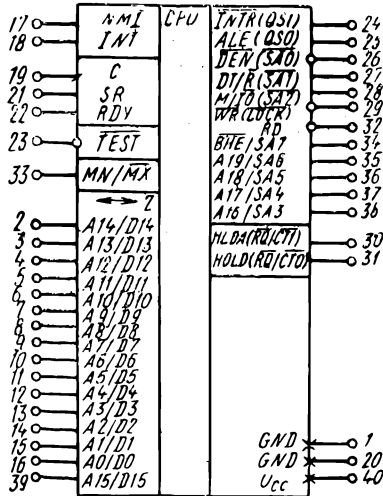 17 NMI CPU INTR(QS1) 24
18 INT ALE(QS0) 25
DEN(SA0) 26
19 C DT/R(SA1) 27
21 SR M/IO(SA2) 28
22 RDY WR(LOCK) 29
RD 32
23 TEST BHE/SA7 34
A19/SA6 35
33 MN/MX A18/SA5 36
A17/SA4 37
Z A16/SA3 38
2 A14/D14
3 A13/D13 HLDA(RQ/CT1) 30
4 A12/D12 HOLD(RQ/CT0) 31
5 A11/D11
6 A10/D10
7 A9/D9
8 A8/D8
9 A7/D7
10 A6/D6
11 A5/D5
12 A4/D4
13 A3/D3
14 A2/D2 GND 1
15 A1/D1 GND 20
16 A0/D0 UCC 40
39 A15/D15